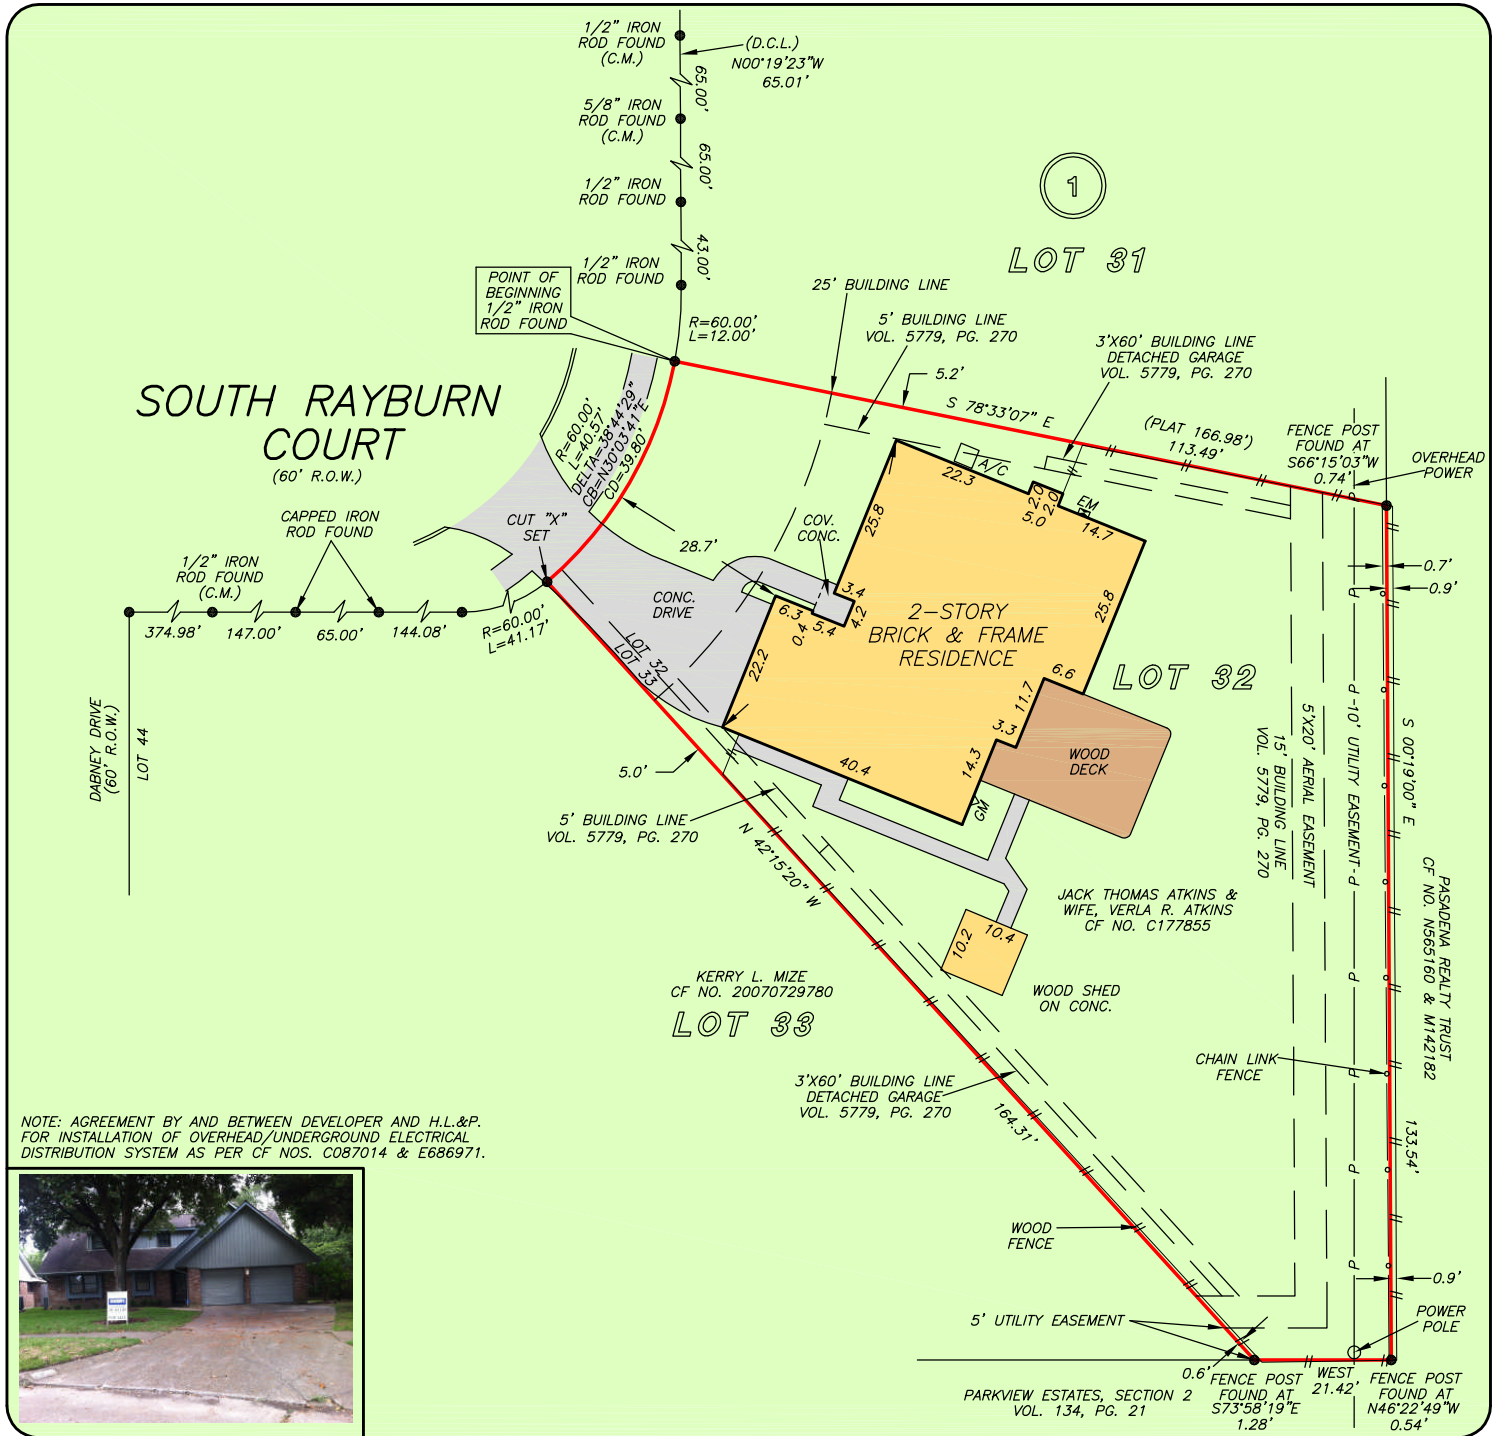 1/2" IRON
ROD FOUND
(C.M.)
(D.C.L.)
N00°19'23"W
65.01'
65.00'
5/8" IRON
ROD FOUND
(C.M.)
65.00'
1/2" IRON
ROD FOUND
43.00'
1/2" IRON
ROD FOUND
POINT OF
BEGINNING
1/2" IRON
ROD FOUND
R=60.00'
L=12.00'
1
LOT 31
25' BUILDING LINE
5' BUILDING LINE
VOL. 5779, PG. 270
3'X60' BUILDING LINE
DETACHED GARAGE
VOL. 5779, PG. 270
5.2'
S 78°33'07" E
(PLAT 166.98')
113.49'
FENCE POST
FOUND AT
S66°15'03"W
0.74'
OVERHEAD
POWER
SOUTH RAYBURN
COURT
(60' R.O.W.)
R=60.00'
L=40.57'
DELTA=38°44'29"
CB=N30°03'41"E
CD=39.80'
CAPPED IRON
ROD FOUND
CUT "X"
SET
1/2" IRON
ROD FOUND
(C.M.)
374.98'
147.00'
65.00'
144.08'
R=60.00'
L=41.17'
DABNEY DRIVE
(60' R.O.W.)
LOT 44
28.7'
COV.
CONC.
CONC.
DRIVE
LOT 32
LOT 33
A/C
22.3
2.0
5.0
2.0
EM
14.7
25.8
25.8
3.4
4.2
5.4
0.4
6.3
22.2
2-STORY
BRICK & FRAME
RESIDENCE
6.6
11.7
3.3
14.3
40.4
GM
WOOD
DECK
LOT 32
0.7'
0.9'
S 00°19'00" E
133.54'
P
P
-10' UTILITY EASEMENT-
P
P
P
P
P
5'X20' AERIAL EASEMENT
15' BUILDING LINE
VOL. 5779, PG. 270
PASADENA REALTY TRUST
CF NO. N565160 & M142182
5.0'
5' BUILDING LINE
VOL. 5779, PG. 270
N 42°15'20" W
164.31'
JACK THOMAS ATKINS &
WIFE, VERLA R. ATKINS
CF NO. C177855
10.2
10.4
WOOD SHED
ON CONC.
KERRY L. MIZE
CF NO. 20070729780
LOT 33
3'X60' BUILDING LINE
DETACHED GARAGE
VOL. 5779, PG. 270
CHAIN LINK
FENCE
WOOD
FENCE
0.9'
POWER
POLE
5' UTILITY EASEMENT
0.6'
FENCE POST
FOUND AT
S73°58'19"E
1.28'
WEST
21.42'
FENCE POST
FOUND AT
N46°22'49"W
0.54'
PARKVIEW ESTATES, SECTION 2
VOL. 134, PG. 21
NOTE: AGREEMENT BY AND BETWEEN DEVELOPER AND H.L.&P.
FOR INSTALLATION OF OVERHEAD/UNDERGROUND ELECTRICAL
DISTRIBUTION SYSTEM AS PER CF NOS. C087014 & E686971.